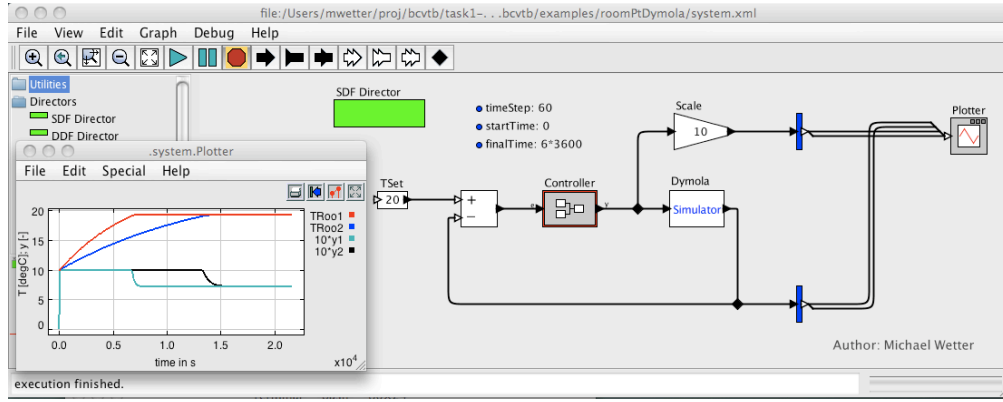 file:/Users/mwetter/proj/bcvtb/task1-. . .bcvtb/examples/roomPtDymola/system.xml
File View Edit Graph Debug Help
Utilities
Directors
SDF Director
DDF Director
SDF Director
timeStep: 60
startTime: 0
finalTime: 6*3600
Scale
10
Plotter
.system.Plotter
File Edit Special Help
TSet
20
+
−
Controller
e
y
Dymola
Simulator
T [degC]; y [-]
20
15
10
5
0
TRoo1
TRoo2
10*y1
10*y2
0.0 0.5 1.0 1.5 2.0
time in s
x10^4
Author: Michael Wetter
execution finished.